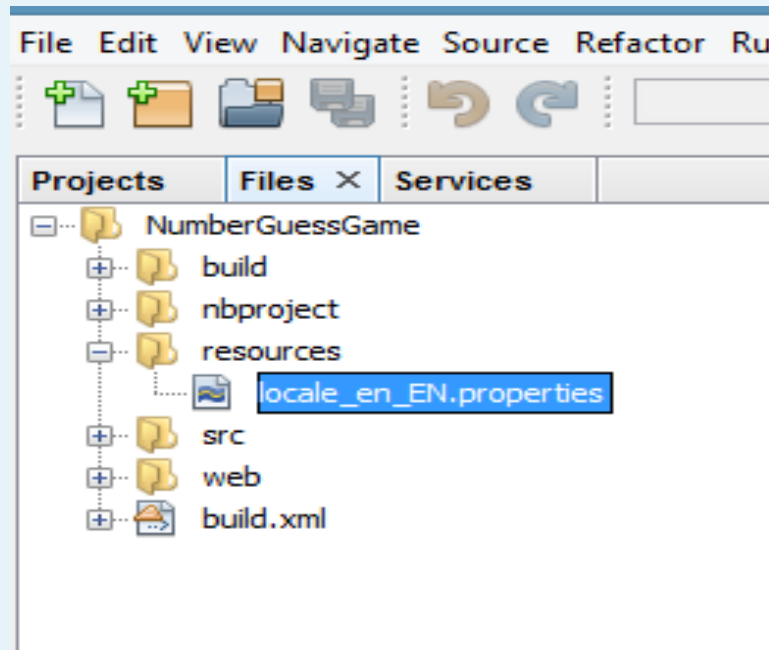 File Edit View Navigate Source Refactor Ru
Projects Files Services
NumberGuessGame
build
nbproject
resources
locale_en_EN.properties
src
web
build.xml